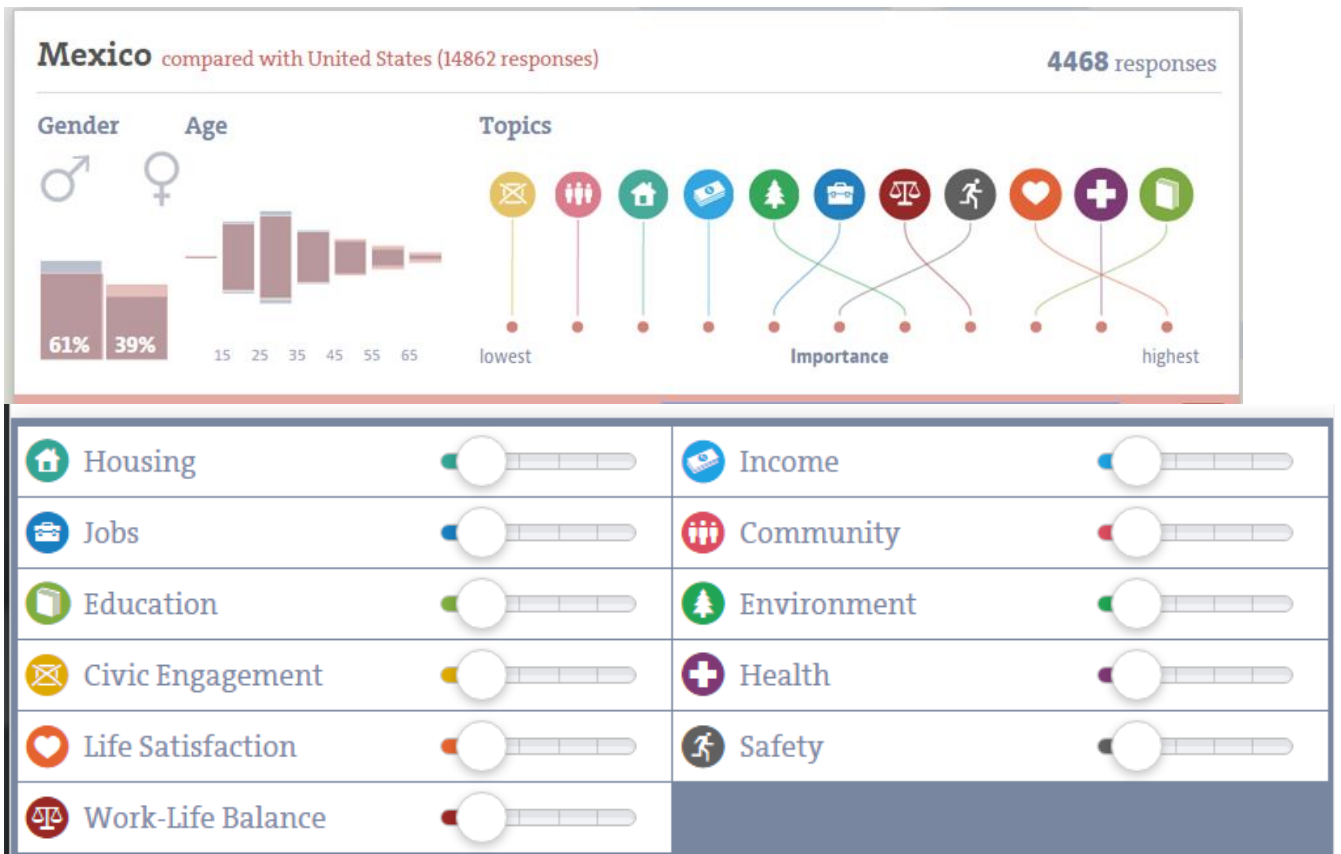 Mexico compared with United States (14862 responses) 4468 responses
Gender Age Topics
61% 39%
15 25 35 45 55 65
lowest Importance highest
Housing Income
Jobs Community
Education Environment
Civic Engagement Health
Life Satisfaction Safety
Work-Life Balance